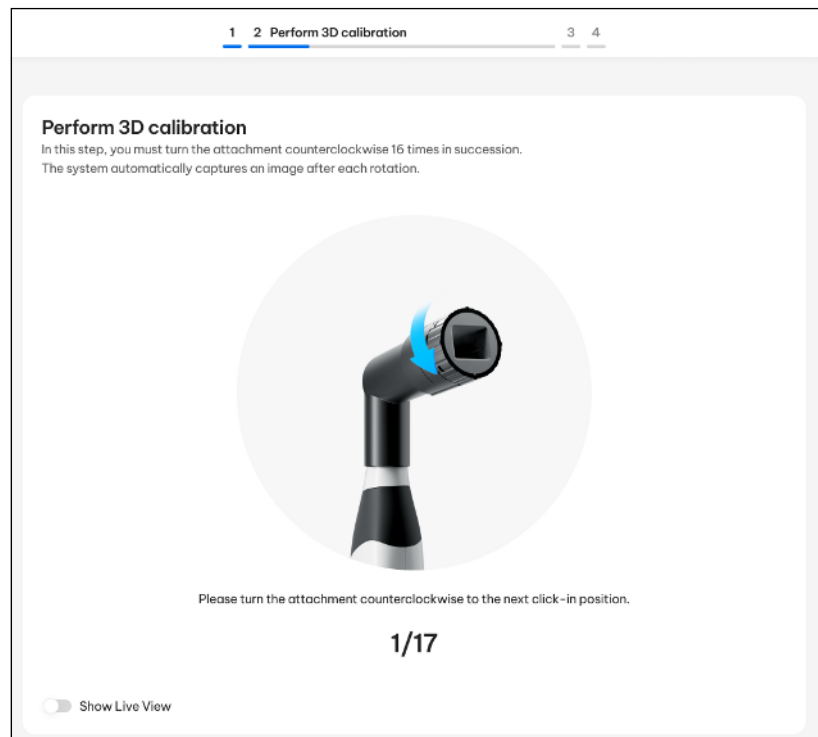 1 2 Perform 3D calibration 3 4
Perform 3D calibration
In this step, you must turn the attachment counterclockwise 16 times in succession.
The system automatically captures an image after each rotation.
Please turn the attachment counterclockwise to the next click-in position.
1/17
Show Live View